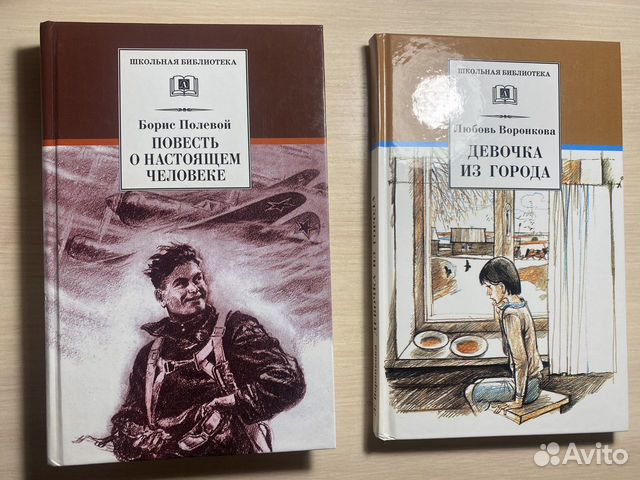 ШКОЛЬНАЯ БИБЛИОТЕКА
Борис Полевой
ПОВЕСТЬ
О НАСТОЯЩЕМ
ЧЕЛОВЕКЕ
ШКОЛЬНАЯ БИБЛИОТЕКА
Любовь Воронкова
ДЕВОЧКА
ИЗ ГОРОДА
Avito